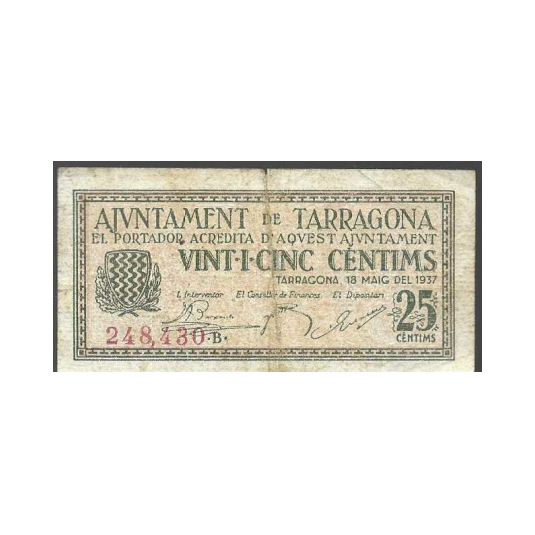 AJVNTAMENT DE TARRAGONA
EL PORTADOR ACREDITA D'AQVEST AJVNTAMENT
VINT-I-CINC CÈNTIMS
TARRAGONA 18 MAIG DEL 1937
L'Interventor El Conseller de Finances El Dipositari
248,430 ·B·
25
CÈNTIMS